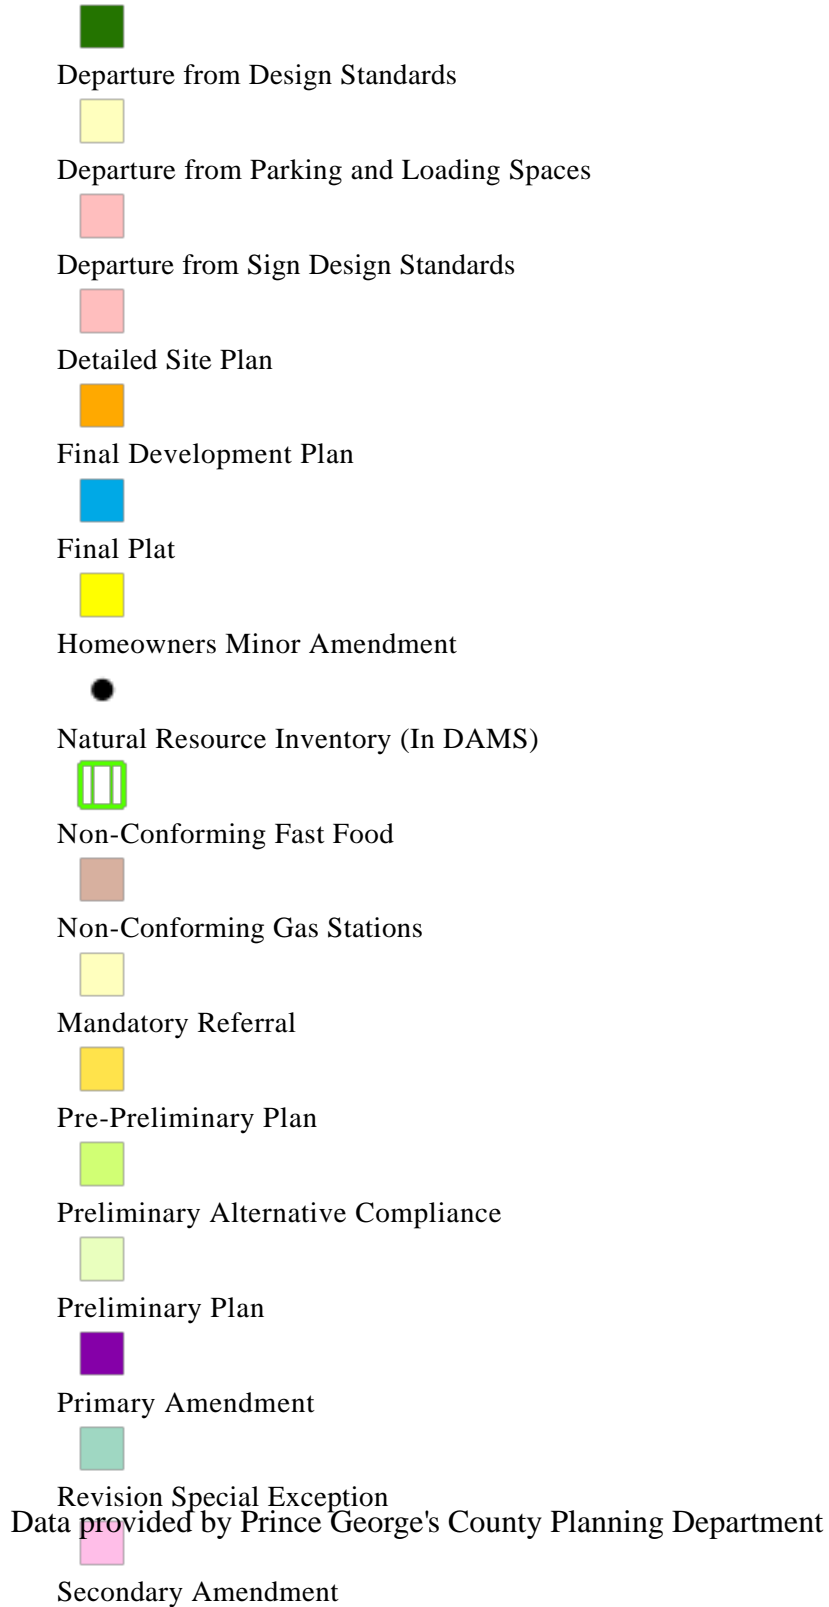 Departure from Design Standards
Departure from Parking and Loading Spaces
Departure from Sign Design Standards
Detailed Site Plan
Final Development Plan
Final Plat
Homeowners Minor Amendment
Natural Resource Inventory (In DAMS)
Non-Conforming Fast Food
Non-Conforming Gas Stations
Mandatory Referral
Pre-Preliminary Plan
Preliminary Alternative Compliance
Preliminary Plan
Primary Amendment
Revision Special Exception
Data provided by Prince George's County Planning Department
Secondary Amendment